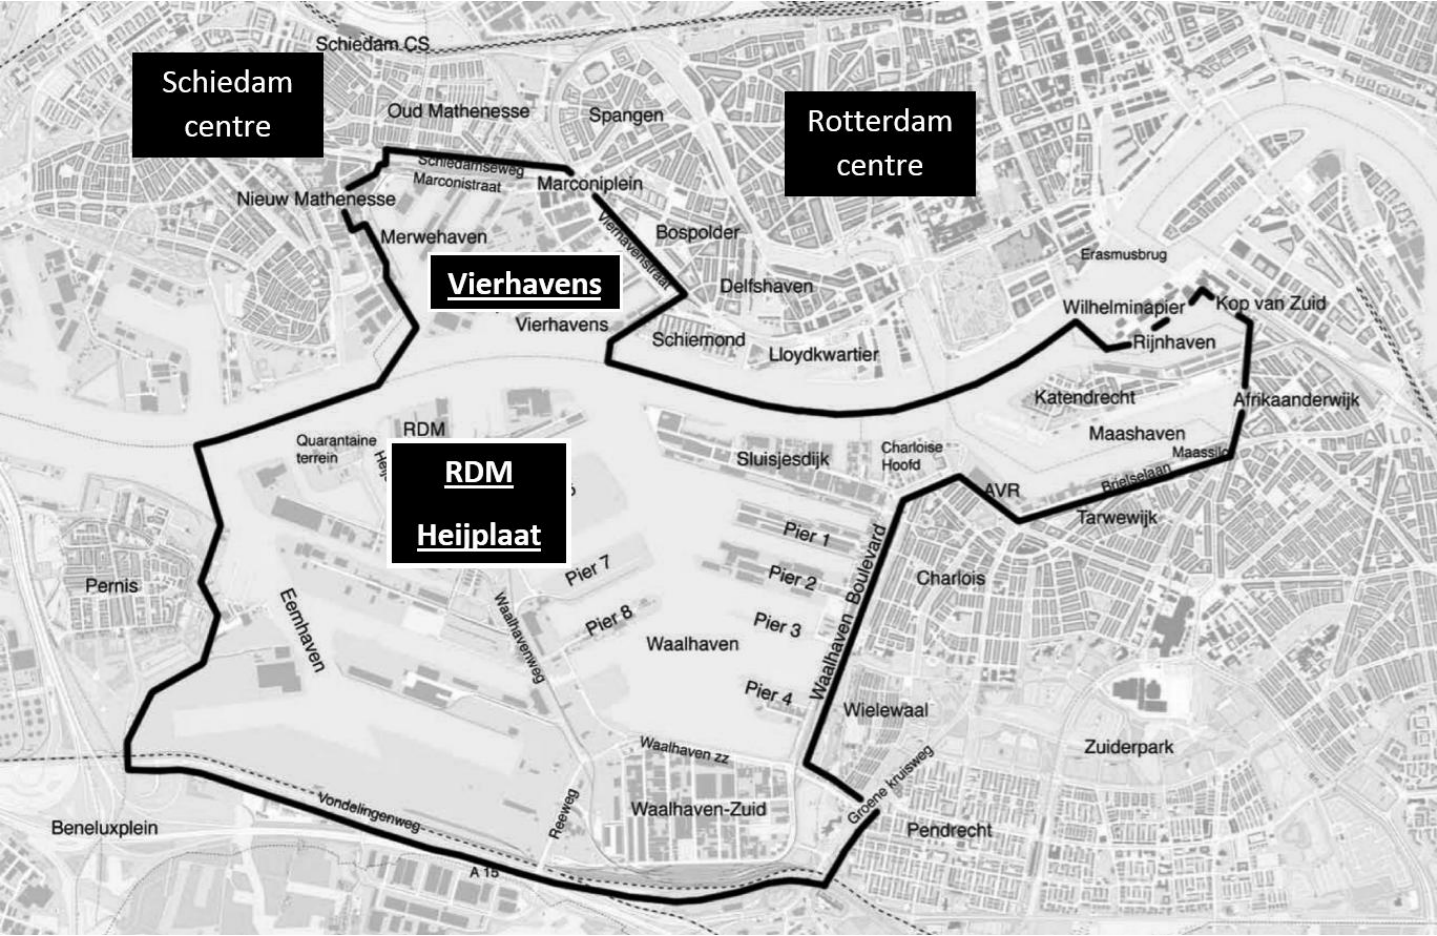 Schiedam CS
Schiedam
centre
Oud Mathenesse
Spangen
Rotterdam
centre
Schiedamseweg
Marconistraat
Marconiplein
Nieuw Mathenesse
Merwehaven
Vierhavenstraat
Bospolder
Vierhavens
Delfshaven
Erasmusbrug
Wilhelminapier
Kop van Zuid
Vierhavens
Schiemond
Lloydkwartier
Rijnhaven
Katendrecht
Afrikaanderwijk
RDM
Quarantaine
terrein
Maashaven
Sluisjesdijk
Charloise
Hoofd
Maassilo
Brielselaan
AVR
Tarwewijk
RDM
Heijplaat
Pier 1
Pier 2
Pier 3
Pier 4
Pier 7
Pier 8
Waalhaven Boulevard
Charlois
Pernis
Eemhaven
Waalhavenweg
Waalhaven
Wielewaal
Waalhaven zz
Zuiderpark
Groene kruisweg
Vondelingenweg
Reeweg
Waalhaven-Zuid
Beneluxplein
Pendrecht
A 15